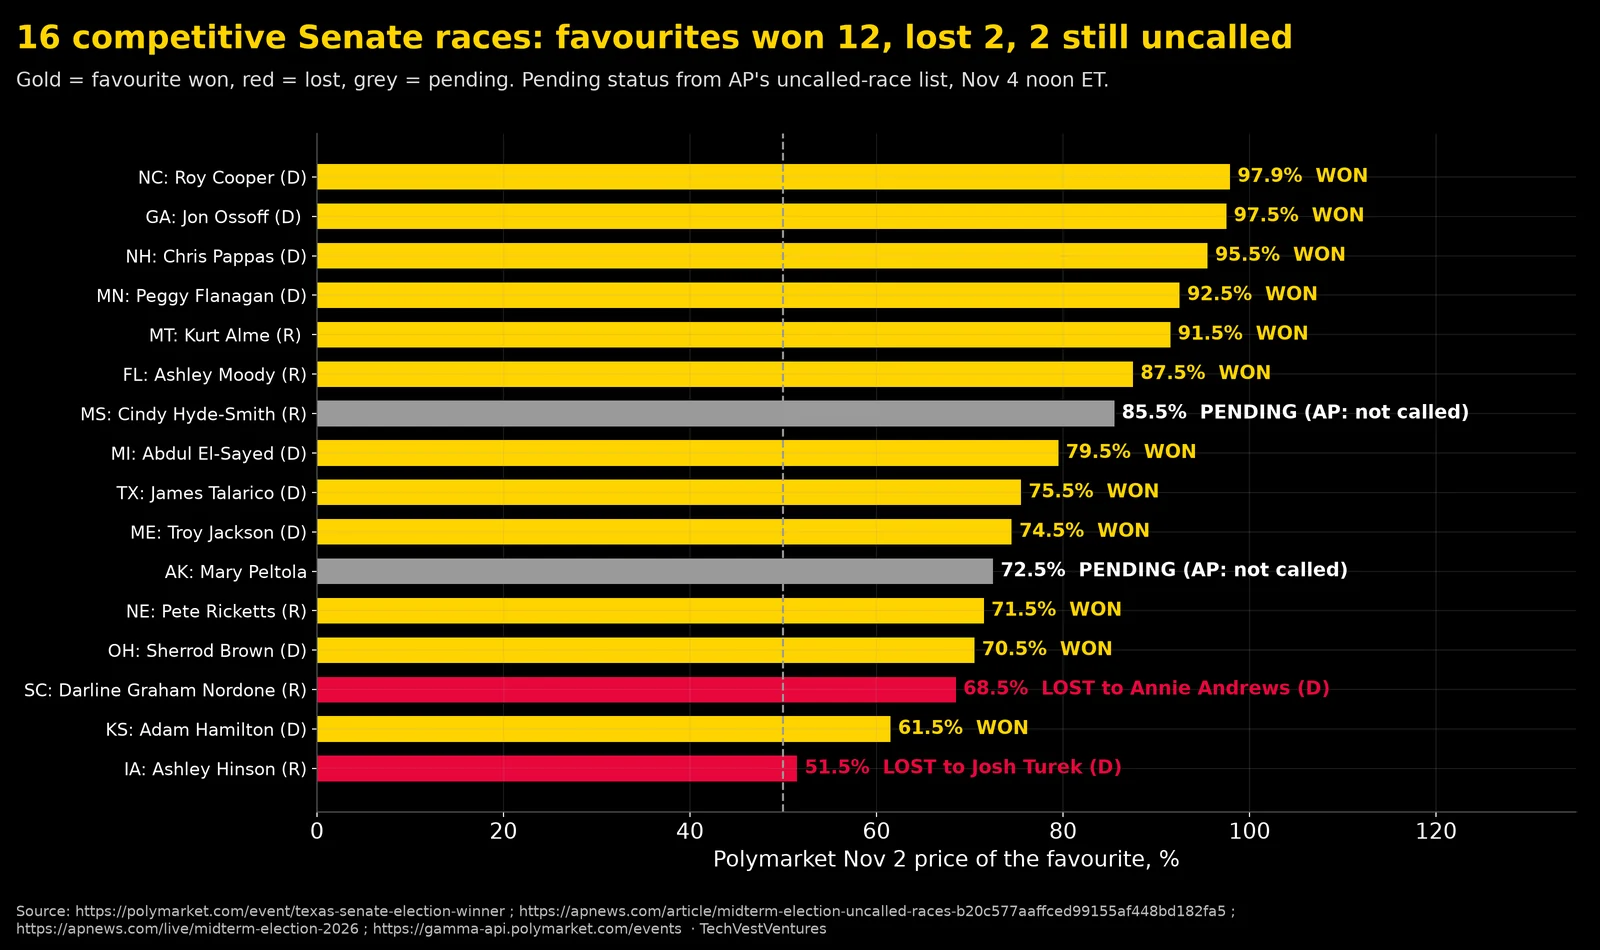 16 competitive Senate races: favourites won 12, lost 2, 2 still uncalled
Gold = favourite won, red = lost, grey = pending. Pending status from AP's uncalled-race list, Nov 4 noon ET.
NC: Roy Cooper (D) 97.9% WON
GA: Jon Ossoff (D) 97.5% WON
NH: Chris Pappas (D) 95.5% WON
MN: Peggy Flanagan (D) 92.5% WON
MT: Kurt Alme (R) 91.5% WON
FL: Ashley Moody (R) 87.5% WON
MS: Cindy Hyde-Smith (R) 85.5% PENDING (AP: not called)
MI: Abdul El-Sayed (D) 79.5% WON
TX: James Talarico (D) 75.5% WON
ME: Troy Jackson (D) 74.5% WON
AK: Mary Peltola 72.5% PENDING (AP: not called)
NE: Pete Ricketts (R) 71.5% WON
OH: Sherrod Brown (D) 70.5% WON
SC: Darline Graham Nordone (R) 68.5% LOST to Annie Andrews (D)
KS: Adam Hamilton (D) 61.5% WON
IA: Ashley Hinson (R) 51.5% LOST to Josh Turek (D)
0 20 40 60 80 100 120
Polymarket Nov 2 price of the favourite, %
Source: https://polymarket.com/event/texas-senate-election-winner ; https://apnews.com/article/midterm-election-uncalled-races-b20c577aaffced99155af448bd182fa5 ;
https://apnews.com/live/midterm-election-2026 ; https://gamma-api.polymarket.com/events · TechVestVentures